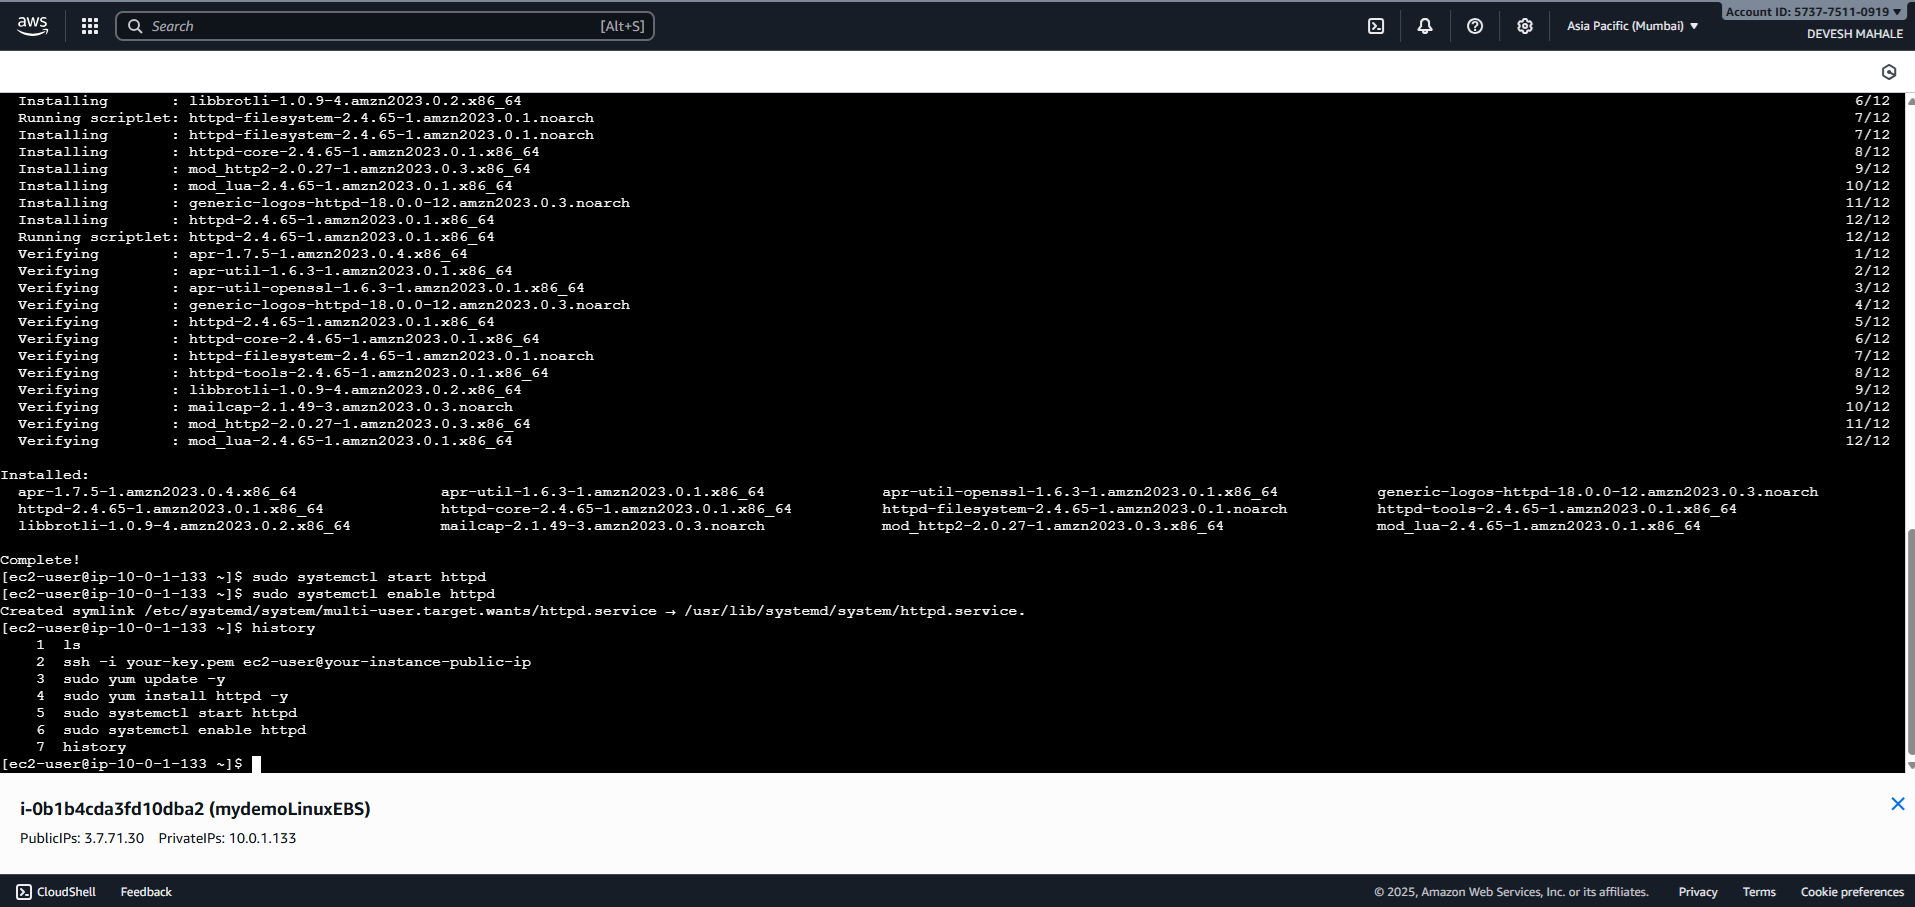 aws
Search [Alt+S]
Asia Pacific (Mumbai)
Account ID: 5737-7511-0919
DEVESH MAHALE
Installing : libbrotli-1.0.9-4.amzn2023.0.2.x86_64 6/12
Running scriptlet: httpd-filesystem-2.4.65-1.amzn2023.0.1.noarch 7/12
Installing : httpd-filesystem-2.4.65-1.amzn2023.0.1.noarch 7/12
Installing : httpd-core-2.4.65-1.amzn2023.0.1.x86_64 8/12
Installing : mod_http2-2.0.27-1.amzn2023.0.3.x86_64 9/12
Installing : mod_lua-2.4.65-1.amzn2023.0.1.x86_64 10/12
Installing : generic-logos-httpd-18.0.0-12.amzn2023.0.3.noarch 11/12
Installing : httpd-2.4.65-1.amzn2023.0.1.x86_64 12/12
Running scriptlet: httpd-2.4.65-1.amzn2023.0.1.x86_64 12/12
Verifying : apr-1.7.5-1.amzn2023.0.4.x86_64 1/12
Verifying : apr-util-1.6.3-1.amzn2023.0.1.x86_64 2/12
Verifying : apr-util-openssl-1.6.3-1.amzn2023.0.1.x86_64 3/12
Verifying : generic-logos-httpd-18.0.0-12.amzn2023.0.3.noarch 4/12
Verifying : httpd-2.4.65-1.amzn2023.0.1.x86_64 5/12
Verifying : httpd-core-2.4.65-1.amzn2023.0.1.x86_64 6/12
Verifying : httpd-filesystem-2.4.65-1.amzn2023.0.1.noarch 7/12
Verifying : httpd-tools-2.4.65-1.amzn2023.0.1.x86_64 8/12
Verifying : libbrotli-1.0.9-4.amzn2023.0.2.x86_64 9/12
Verifying : mailcap-2.1.49-3.amzn2023.0.3.noarch 10/12
Verifying : mod_http2-2.0.27-1.amzn2023.0.3.x86_64 11/12
Verifying : mod_lua-2.4.65-1.amzn2023.0.1.x86_64 12/12
Installed:
apr-1.7.5-1.amzn2023.0.4.x86_64 apr-util-1.6.3-1.amzn2023.0.1.x86_64 apr-util-openssl-1.6.3-1.amzn2023.0.1.x86_64 generic-logos-httpd-18.0.0-12.amzn2023.0.3.noarch
httpd-2.4.65-1.amzn2023.0.1.x86_64 httpd-core-2.4.65-1.amzn2023.0.1.x86_64 httpd-filesystem-2.4.65-1.amzn2023.0.1.noarch httpd-tools-2.4.65-1.amzn2023.0.1.x86_64
libbrotli-1.0.9-4.amzn2023.0.2.x86_64 mailcap-2.1.49-3.amzn2023.0.3.noarch mod_http2-2.0.27-1.amzn2023.0.3.x86_64 mod_lua-2.4.65-1.amzn2023.0.1.x86_64
Complete!
[ec2-user@ip-10-0-1-133 ~]$ sudo systemctl start httpd
[ec2-user@ip-10-0-1-133 ~]$ sudo systemctl enable httpd
Created symlink /etc/systemd/system/multi-user.target.wants/httpd.service → /usr/lib/systemd/system/httpd.service.
[ec2-user@ip-10-0-1-133 ~]$ history
1 ls
2 ssh -i your-key.pem ec2-user@your-instance-public-ip
3 sudo yum update -y
4 sudo yum install httpd -y
5 sudo systemctl start httpd
6 sudo systemctl enable httpd
7 history
[ec2-user@ip-10-0-1-133 ~]$
i-0b1b4cda3fd10dba2 (mydemoLinuxEBS)
PublicIPs: 3.7.71.30 PrivateIPs: 10.0.1.133
CloudShell Feedback © 2025, Amazon Web Services, Inc. or its affiliates. Privacy Terms Cookie preferences